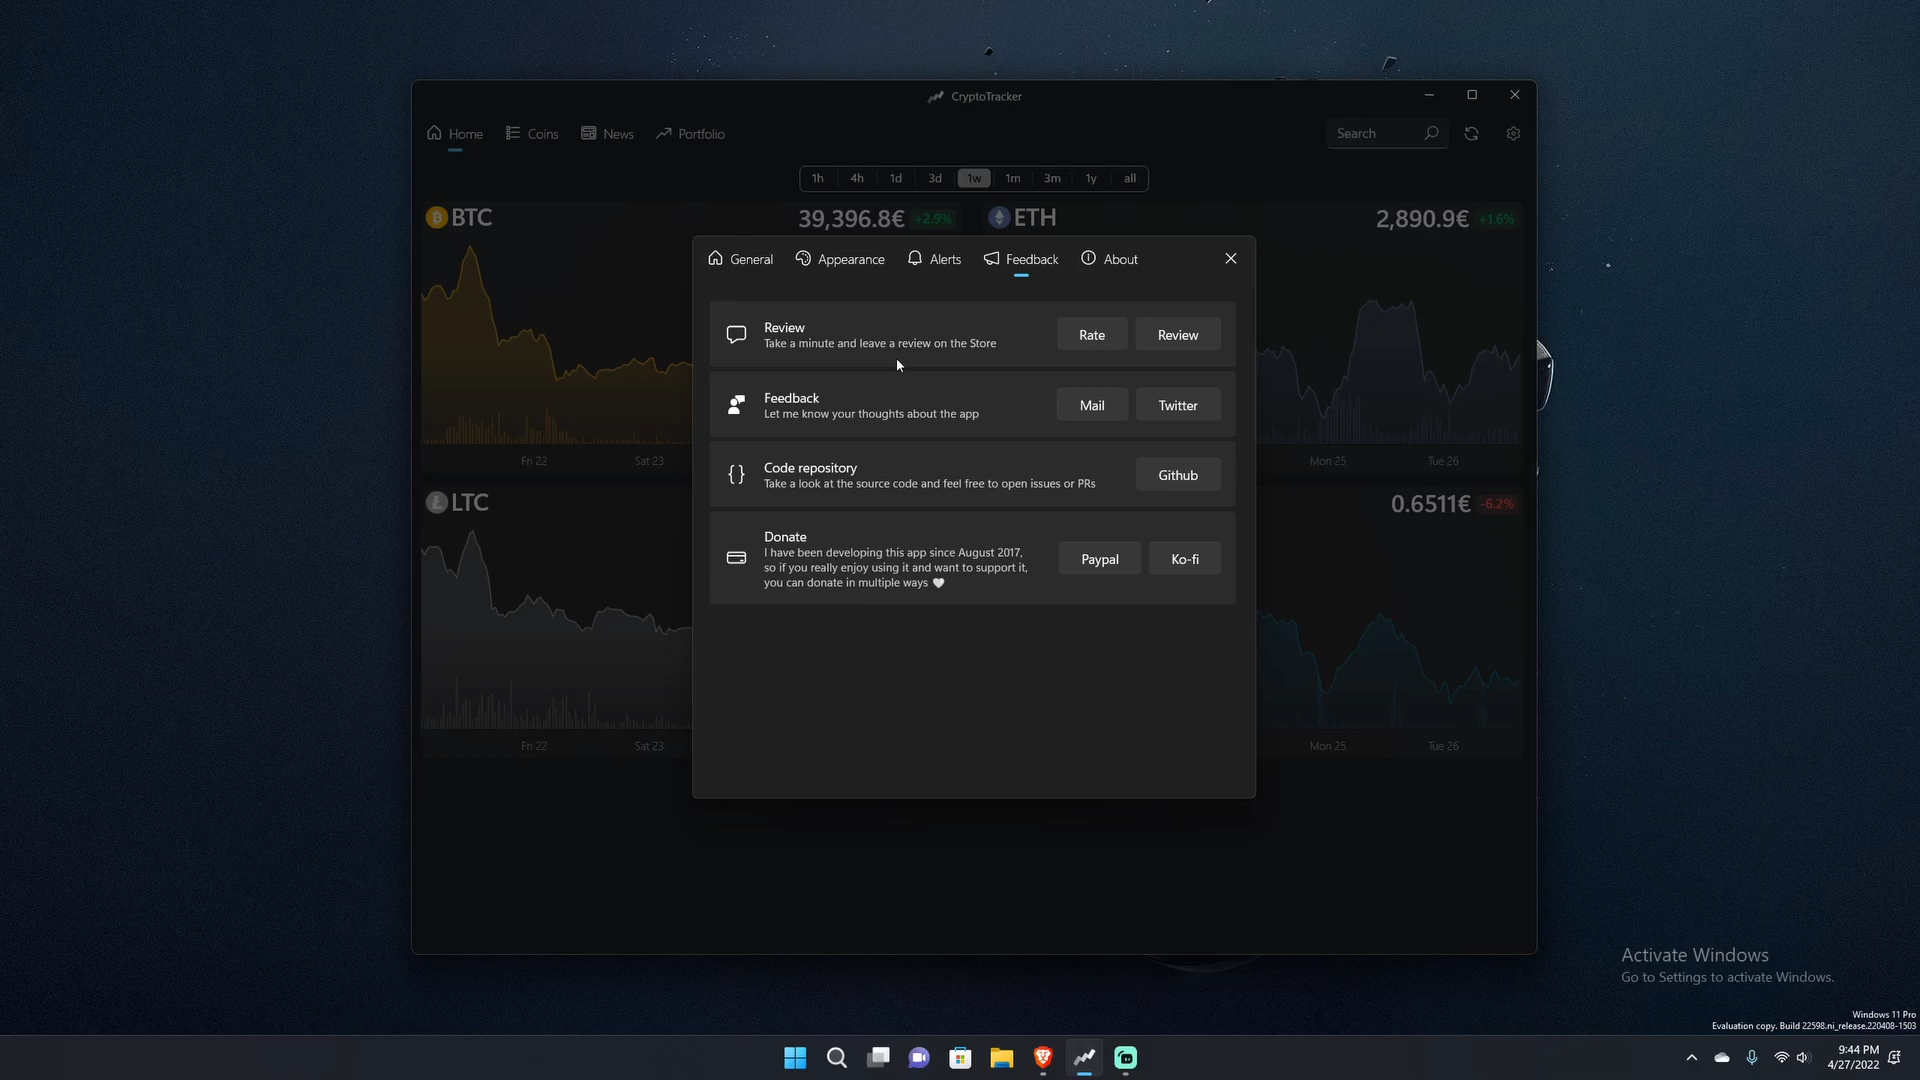 CryptoTracker
Home
Coins
News
Portfolio
Search
1h 4h 1d 3d 1w 1m 3m 1y all
BTC
39,396.8€ +2.9%
ETH
2,890.9€ +1.6%
General
Appearance
Alerts
Feedback
About
Review
Take a minute and leave a review on the Store
Rate
Review
Feedback
Let me know your thoughts about the app
Mail
Twitter
Code repository
Take a look at the source code and feel free to open issues or PRs
Github
Donate
I have been developing this app since August 2017,
so if you really enjoy using it and want to support it,
you can donate in multiple ways 🤍
Paypal
Ko-fi
Fri 22
Sat 23
Mon 25
Tue 26
LTC
0.6511€ -6.2%
Fri 22
Sat 23
Mon 25
Tue 26
Activate Windows
Go to Settings to activate Windows.
Windows 11 Pro
Evaluation copy. Build 22598.ni_release.220408-1503
9:44 PM
4/27/2022